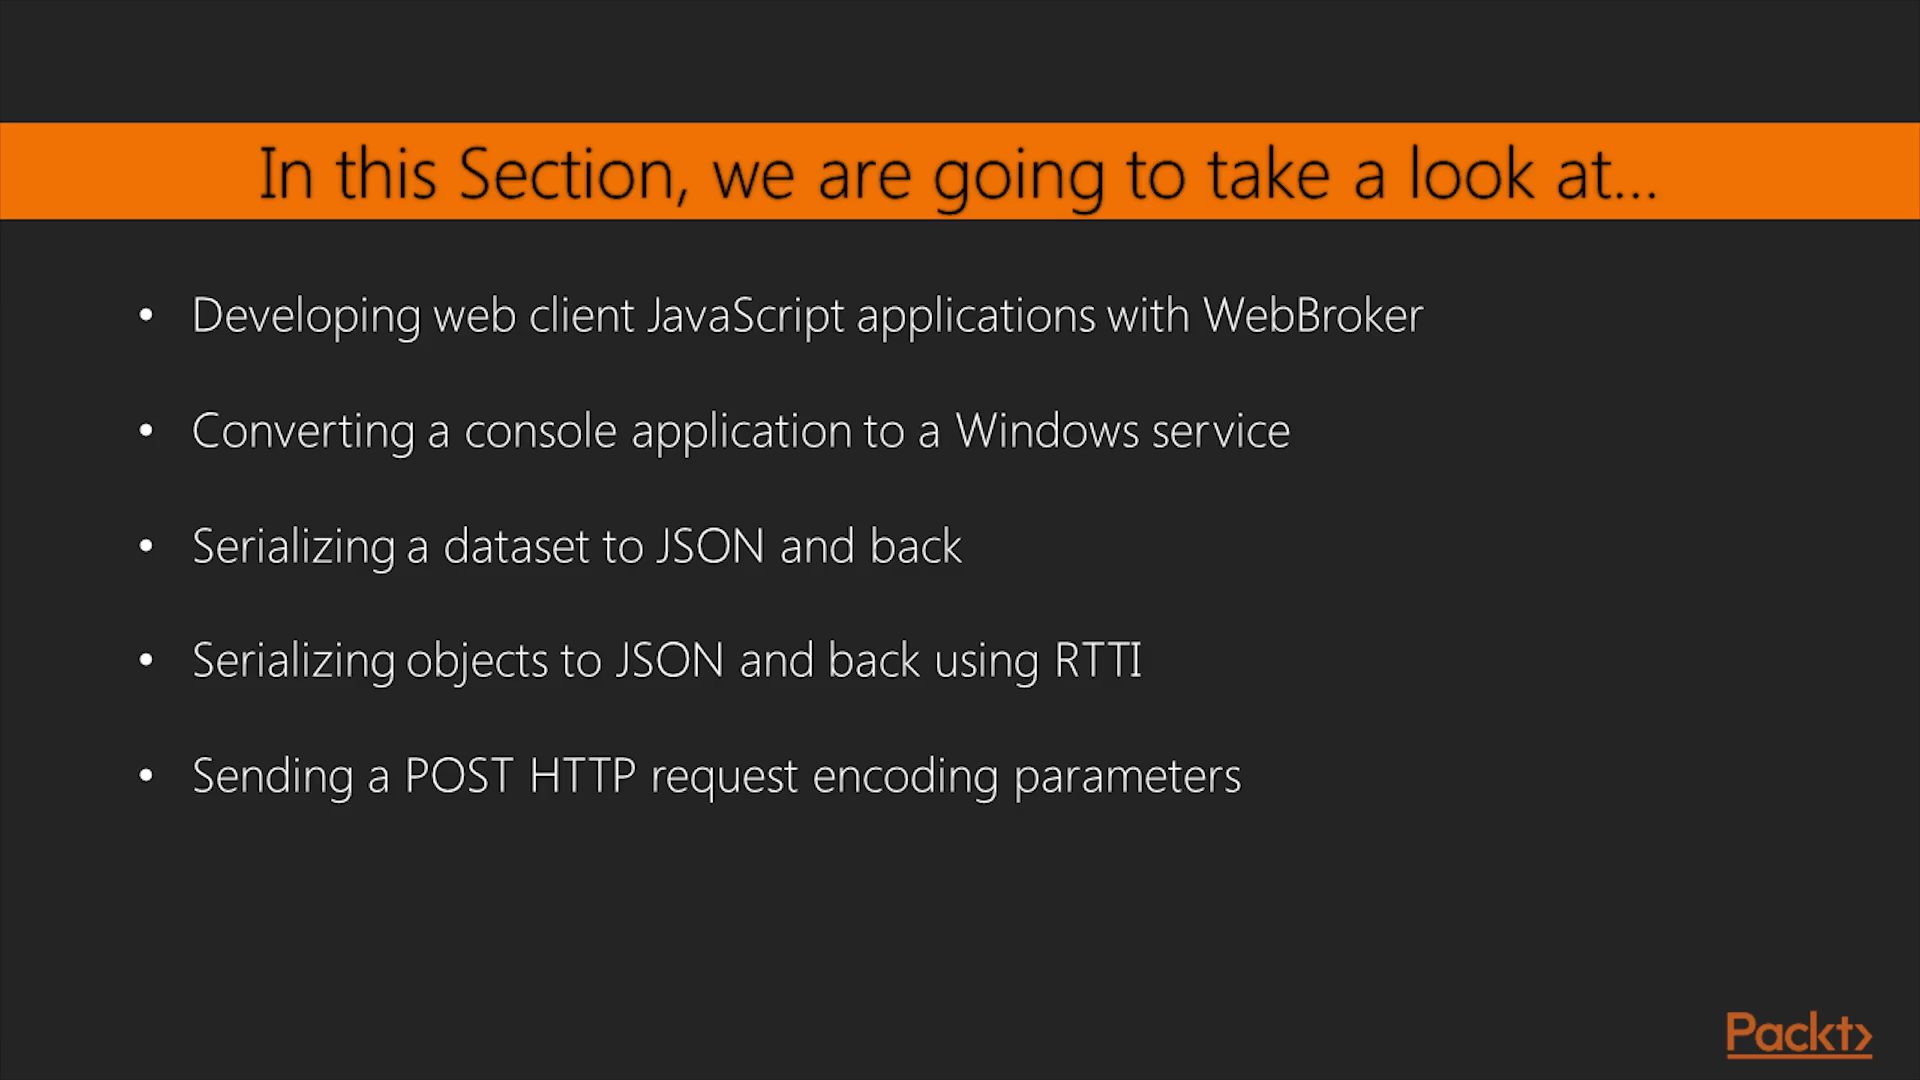 In this Section, we are going to take a look at...
• Developing web client JavaScript applications with WebBroker
• Converting a console application to a Windows service
• Serializing a dataset to JSON and back
• Serializing objects to JSON and back using RTTI
• Sending a POST HTTP request encoding parameters
Packt>